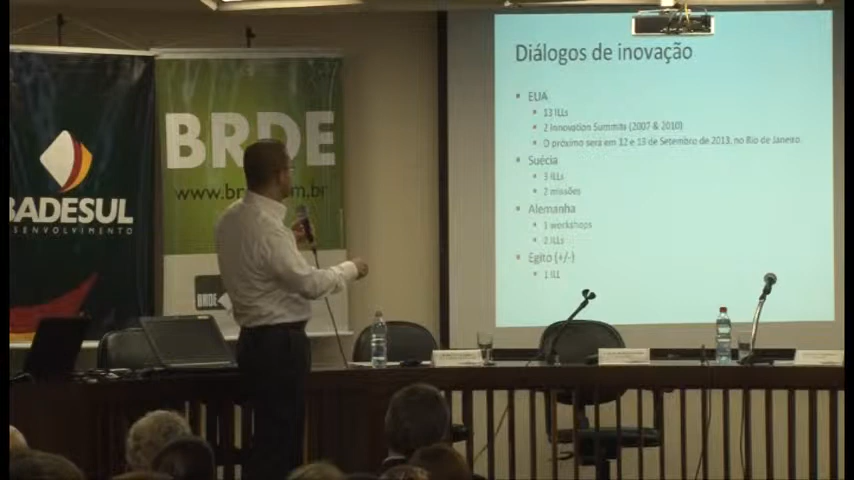 BADESUL
DESENVOLVIMENTO
BRDE
www.br
m.br
BRDE
Diálogos de inovação
• EUA
• 13 ILLs
• 2 Innovation Summits (2007 & 2010)
• O próximo será em 12 e 13 de Setembro de 2013, no Rio de Janeiro.
• Suécia
• 3 ILLs
• 2 missões
• Alemanha
• 1 workshops
• 2 ILLs
• Egito (+/-)
• 1 ILL